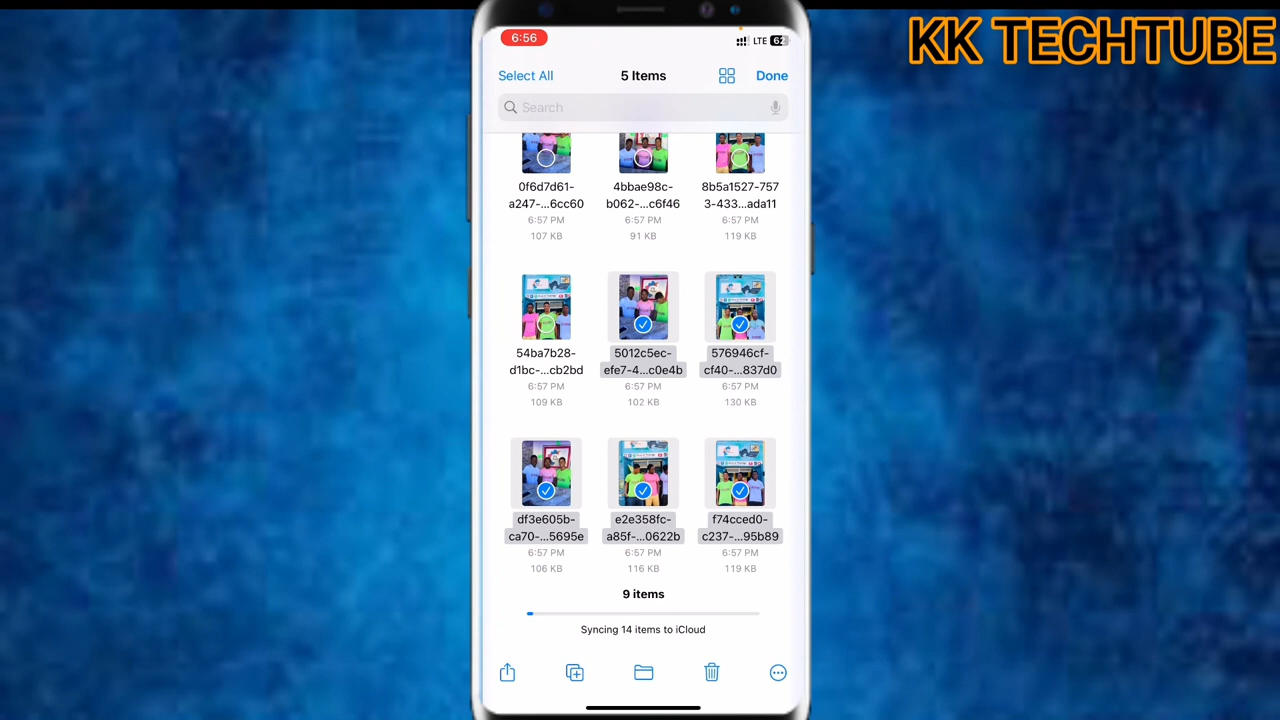 KK TECHTUBE
6:56
LTE 62
Select All
5 Items
Done
Search
0f6d7d61-
a247-...6cc60
6:57 PM
107 KB
4bbae98c-
b062-...c6f46
6:57 PM
91 KB
8b5a1527-757
3-433...ada11
6:57 PM
119 KB
54ba7b28-
d1bc-...cb2bd
6:57 PM
109 KB
5012c5ec-
efe7-4...c0e4b
6:57 PM
102 KB
576946cf-
cf40-...837d0
6:57 PM
130 KB
df3e605b-
ca70-...5695e
6:57 PM
106 KB
e2e358fc-
a85f-...0622b
6:57 PM
116 KB
f74cced0-
c237-...95b89
6:57 PM
119 KB
9 items
Syncing 14 items to iCloud